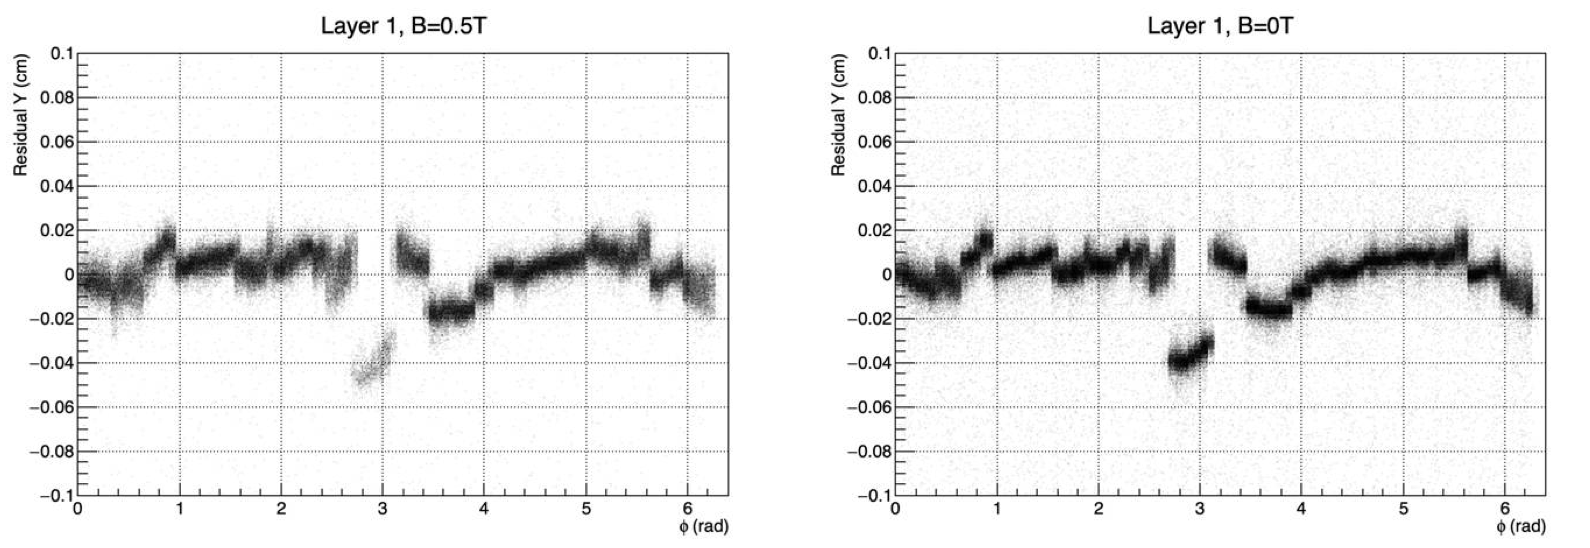 Layer 1, B=0.5T
Residual Y (cm)
0.1
0.08
0.06
0.04
0.02
0
−0.02
−0.04
−0.06
−0.08
−0.1
0 1 2 3 4 5 6
ϕ (rad)
Layer 1, B=0T
Residual Y (cm)
0.1
0.08
0.06
0.04
0.02
0
−0.02
−0.04
−0.06
−0.08
−0.1
0 1 2 3 4 5 6
ϕ (rad)